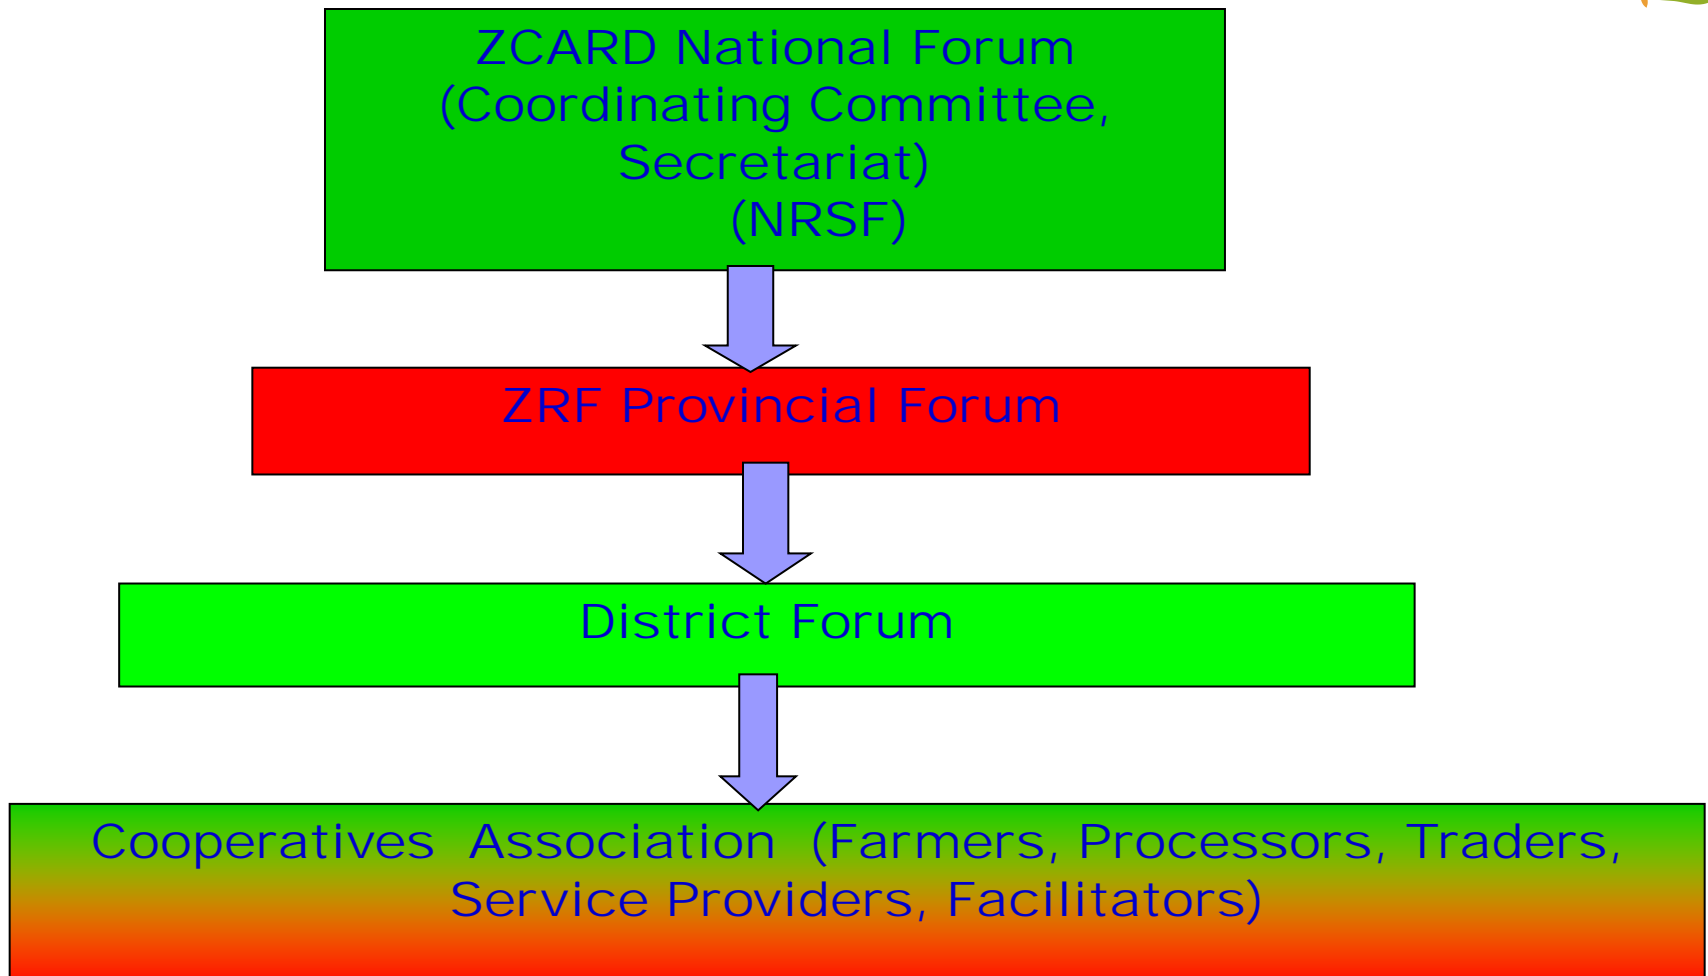 ZCARD National Forum
(Coordinating Committee,
Secretariat)
(NRSF)
ZRF Provincial Forum
District Forum
Cooperatives Association (Farmers, Processors, Traders,
Service Providers, Facilitators)